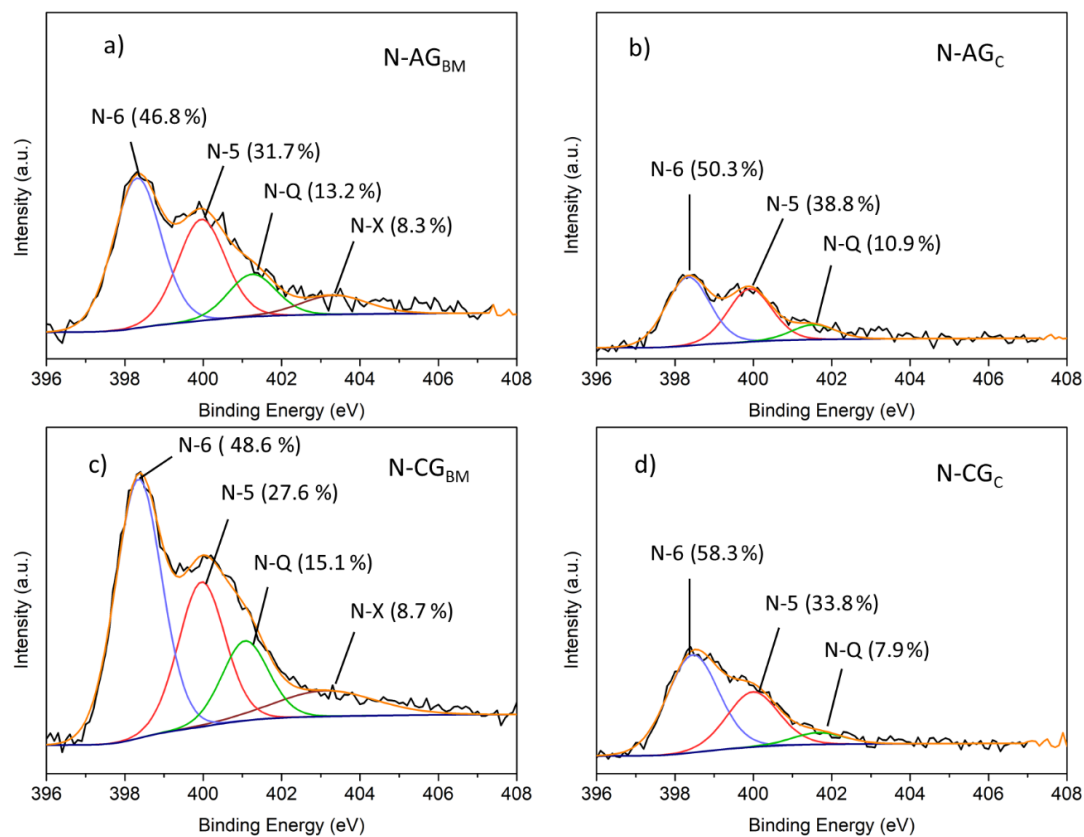 a)
N-AGBM
N-6 (46.8 %)
N-5 (31.7 %)
N-Q (13.2 %)
N-X (8.3 %)
Intensity (a.u.)
396 398 400 402 404 406 408
Binding Energy (eV)
b)
N-AGC
N-6 (50.3 %)
N-5 (38.8 %)
N-Q (10.9 %)
Intensity (a.u.)
396 398 400 402 404 406 408
Binding Energy (eV)
c)
N-CGBM
N-6 ( 48.6 %)
N-5 (27.6 %)
N-Q (15.1 %)
N-X (8.7 %)
Intensity (a.u.)
396 398 400 402 404 406 408
Binding Energy (eV)
d)
N-CGC
N-6 (58.3 %)
N-5 (33.8 %)
N-Q (7.9 %)
Intensity (a.u.)
396 398 400 402 404 406 408
Binding Energy (eV)